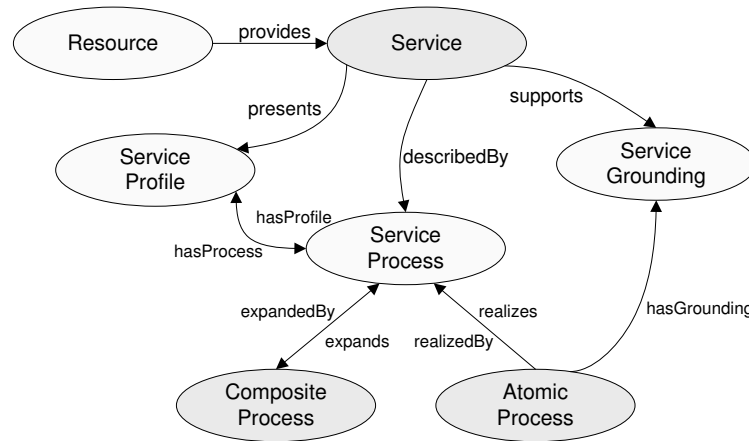 provides
Resource
Service
presents
supports
describedBy
Service
Profile
Service
Grounding
hasProfile
hasProcess
Service
Process
expandedBy
realizes
hasGrounding
expands
realizedBy
Composite
Process
Atomic
Process